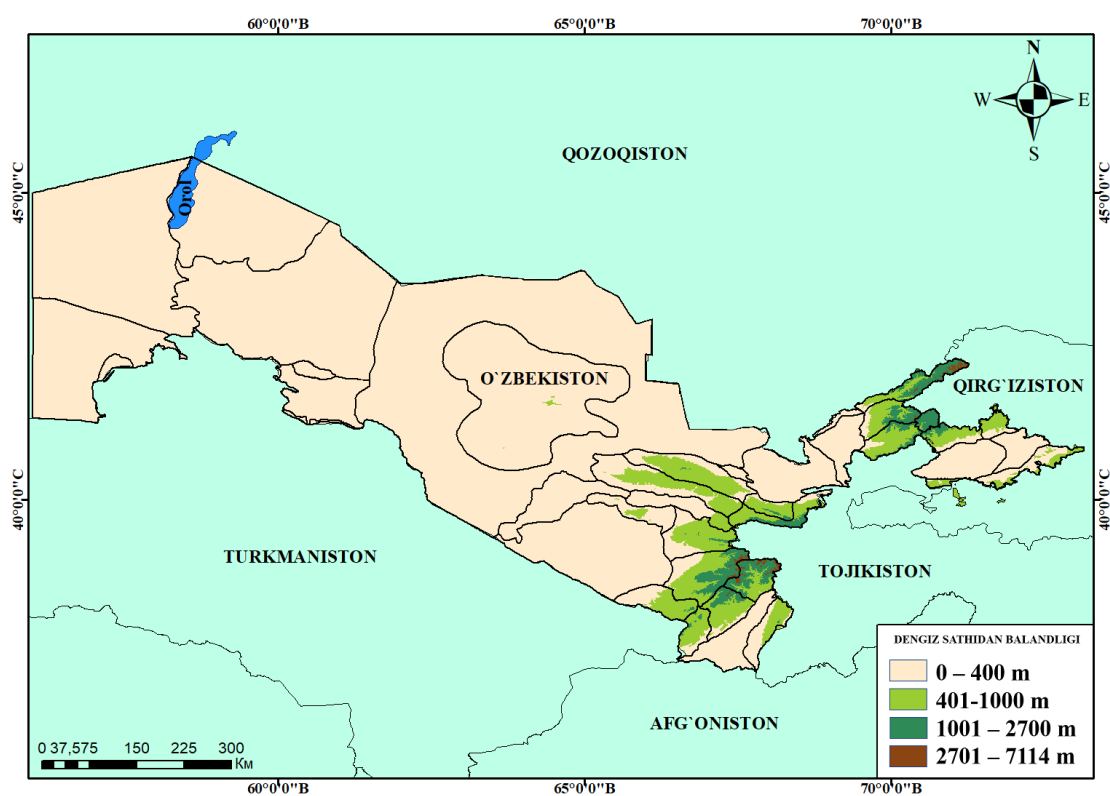 60°0'0"B 65°0'0"B 70°0'0"B
N
W E
S
QOZOQISTON
45°0'0"C 45°0'0"C
Orol
O`ZBEKISTON
QIRG`IZISTON
40°0'0"C 40°0'0"C
TURKMANISTON
TOJIKISTON
AFG`ONISTON
DENGIZ SATHIDAN BALANDLIGI
0 – 400 m
401-1000 m
1001 – 2700 m
2701 – 7114 m
0 37,575 150 225 300
Км
60°0'0"B 65°0'0"B 70°0'0"B